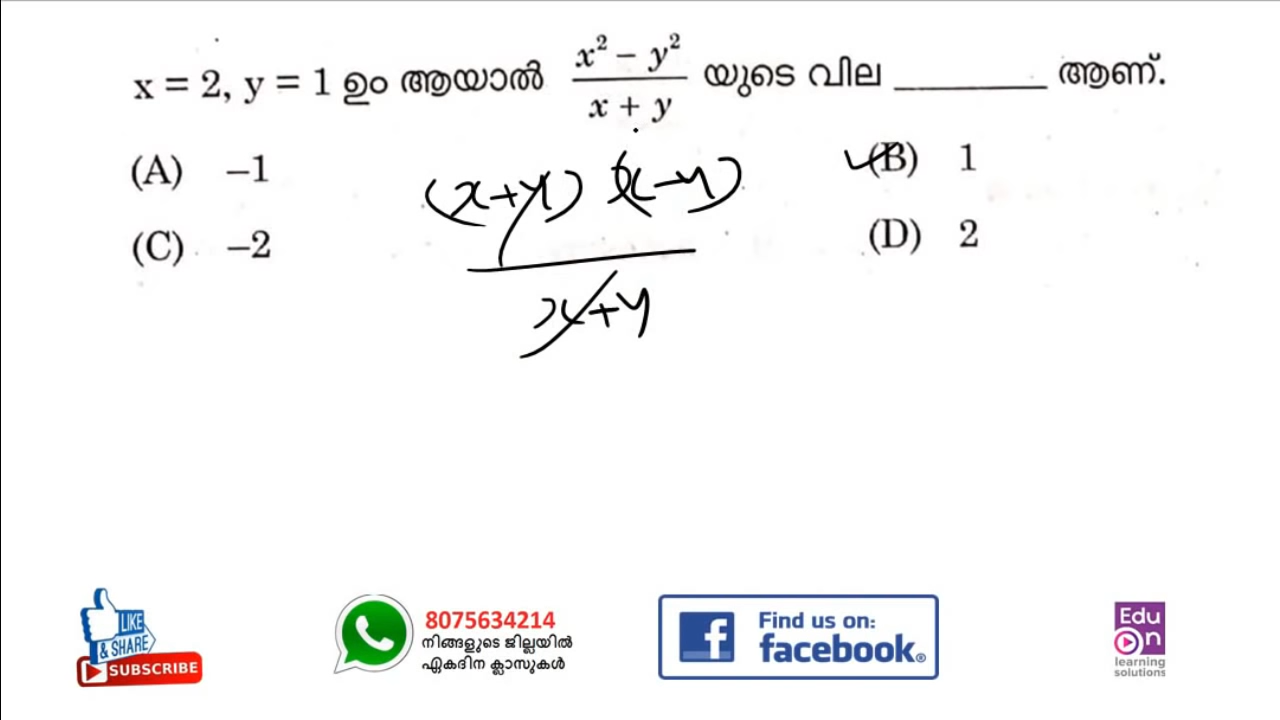 x = 2, y = 1 ഉം ആയാൽ (x² − y²)/(x + y) യുടെ വില ________ ആണ്.
(A) −1 (B) 1
(C) −2 (D) 2
(x+y) (x−y)
x+y
LIKE
& SHARE
SUBSCRIBE
8075634214
നിങ്ങളുടെ ജില്ലയിൽ
ഏകദിന ക്ലാസുകൾ
Find us on:
facebook®
Edu
On
learning
solutions